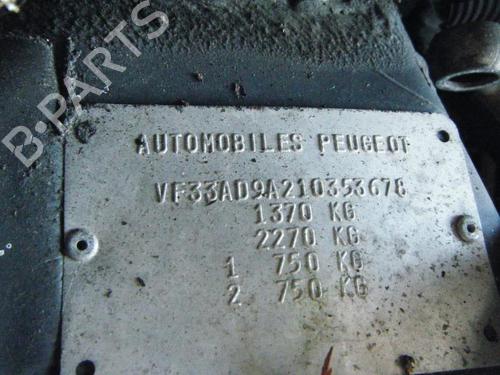 B-PARTS
AUTOMOBILES PEUGEOT
VF33AD9A210353678
1370 KG
2270 KG
1 750 KG
2 750 KG